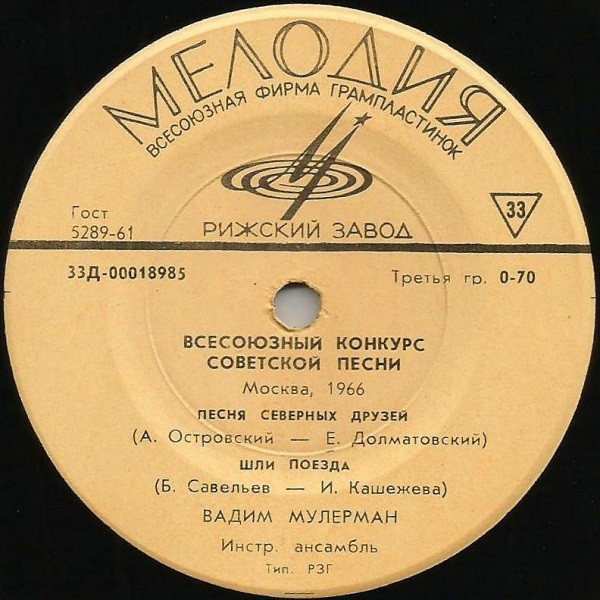 МЕЛОДИЯ
ВСЕСОЮЗНАЯ ФИРМА ГРАМПЛАСТИНОК
РИЖСКИЙ ЗАВОД
Гост
5289-61
33
33Д-00018985
Третья гр. 0-70
ВСЕСОЮЗНЫЙ КОНКУРС
СОВЕТСКОЙ ПЕСНИ
Москва, 1966
ПЕСНЯ СЕВЕРНЫХ ДРУЗЕЙ
(А. Островский — Е. Долматовский)
ШЛИ ПОЕЗДА
(Б. Савельев — И. Кашежева)
ВАДИМ МУЛЕРМАН
Инстр. ансамбль
Тип. РЗГ